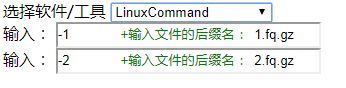 选择软件/工具 LinuxCommand
输入： -1 +输入文件的后缀名： 1.fq.gz
输入： -2 +输入文件的后缀名： 2.fq.gz